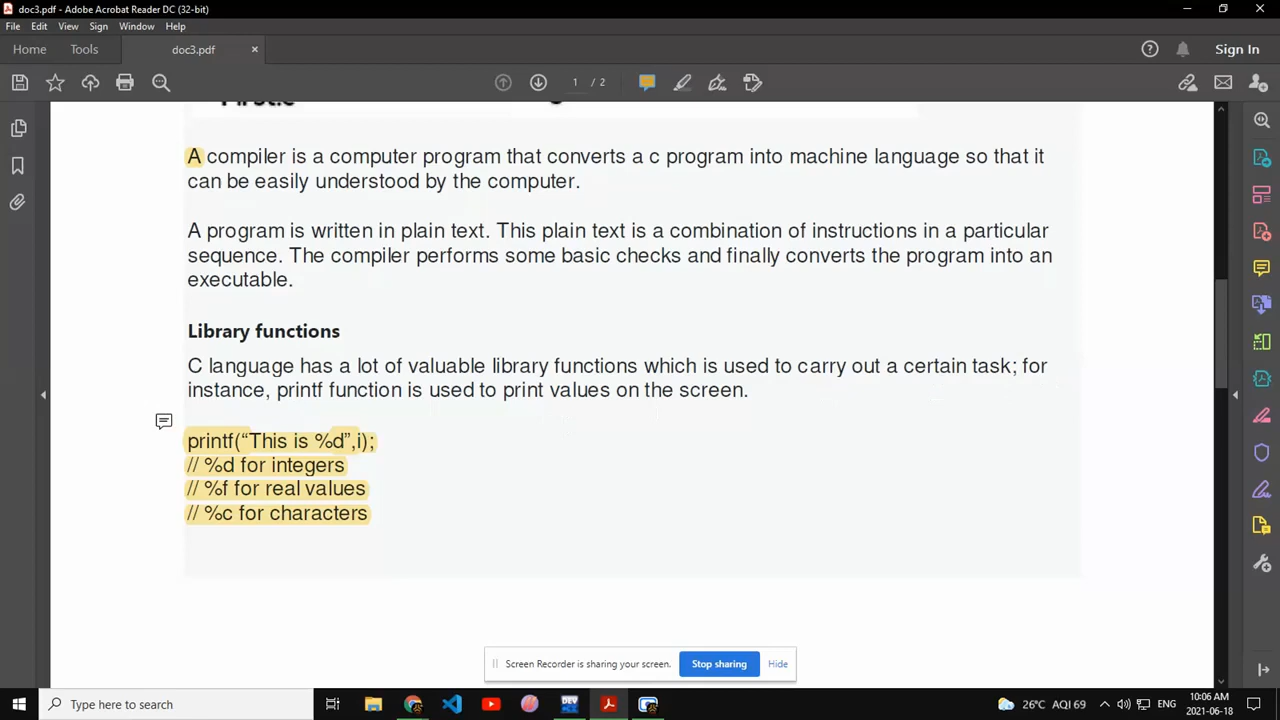 doc3.pdf - Adobe Acrobat Reader DC (32-bit)
File Edit View Sign Window Help
Home Tools doc3.pdf × Sign In
1 / 2
A compiler is a computer program that converts a c program into machine language so that it
can be easily understood by the computer.
A program is written in plain text. This plain text is a combination of instructions in a particular
sequence. The compiler performs some basic checks and finally converts the program into an
executable.
Library functions
C language has a lot of valuable library functions which is used to carry out a certain task; for
instance, printf function is used to print values on the screen.
printf(“This is %d”,i);
// %d for integers
// %f for real values
// %c for characters
Screen Recorder is sharing your screen. Stop sharing Hide
Type here to search
DEV
26°C AQI 69 ENG
10:06 AM
2021-06-18